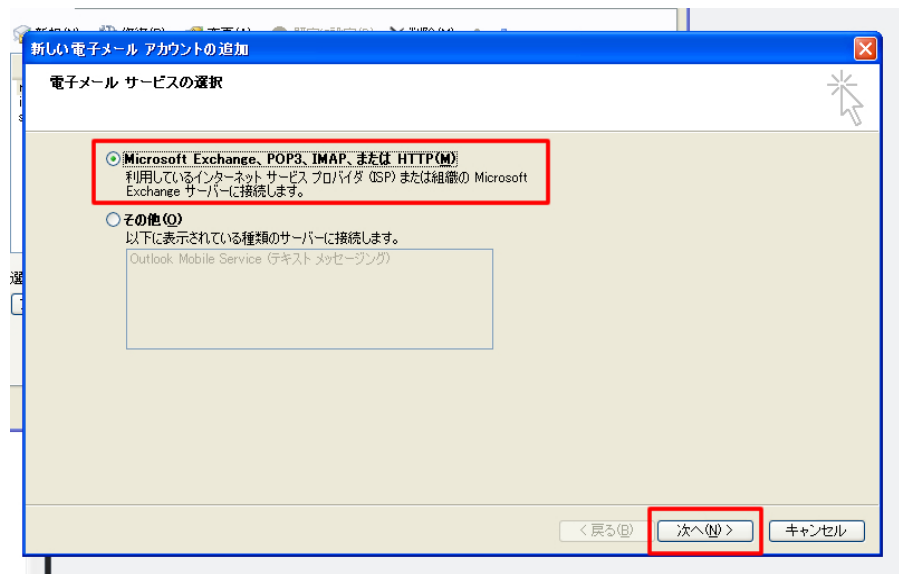 新しい電子メール アカウントの追加
電子メール サービスの選択
Microsoft Exchange、POP3、IMAP、または HTTP(M)
利用しているインターネット サービス プロバイダ (ISP) または組織の Microsoft
Exchange サーバーに接続します。
その他(O)
以下に表示されている種類のサーバーに接続します。
Outlook Mobile Service (テキスト メッセージング)
< 戻る(B)
次へ(N) >
キャンセル